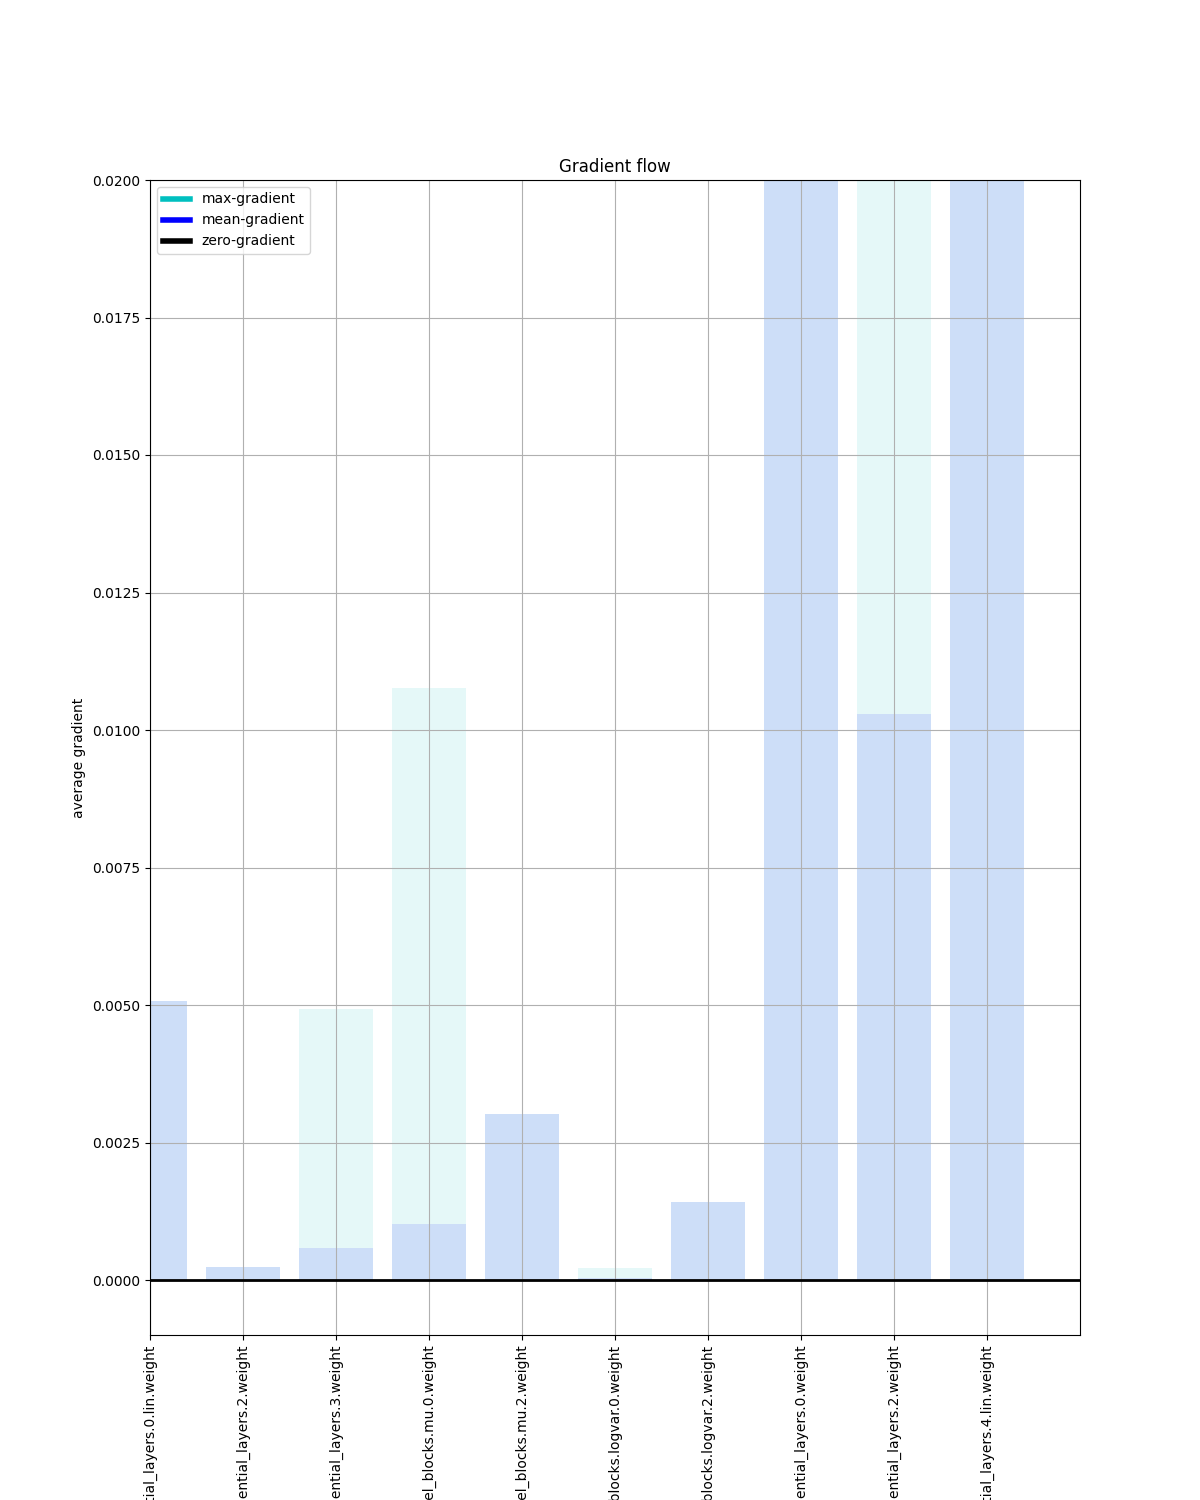 Gradient flow
max-gradient
mean-gradient
zero-gradient
0.0200
0.0175
0.0150
0.0125
0.0100
0.0075
0.0050
0.0025
0.0000
average gradient
tial_layers.0.lin.weight
ential_layers.2.weight
ential_layers.3.weight
el_blocks.mu.0.weight
el_blocks.mu.2.weight
blocks.logvar.0.weight
blocks.logvar.2.weight
ential_layers.0.weight
ential_layers.2.weight
tial_layers.4.lin.weight